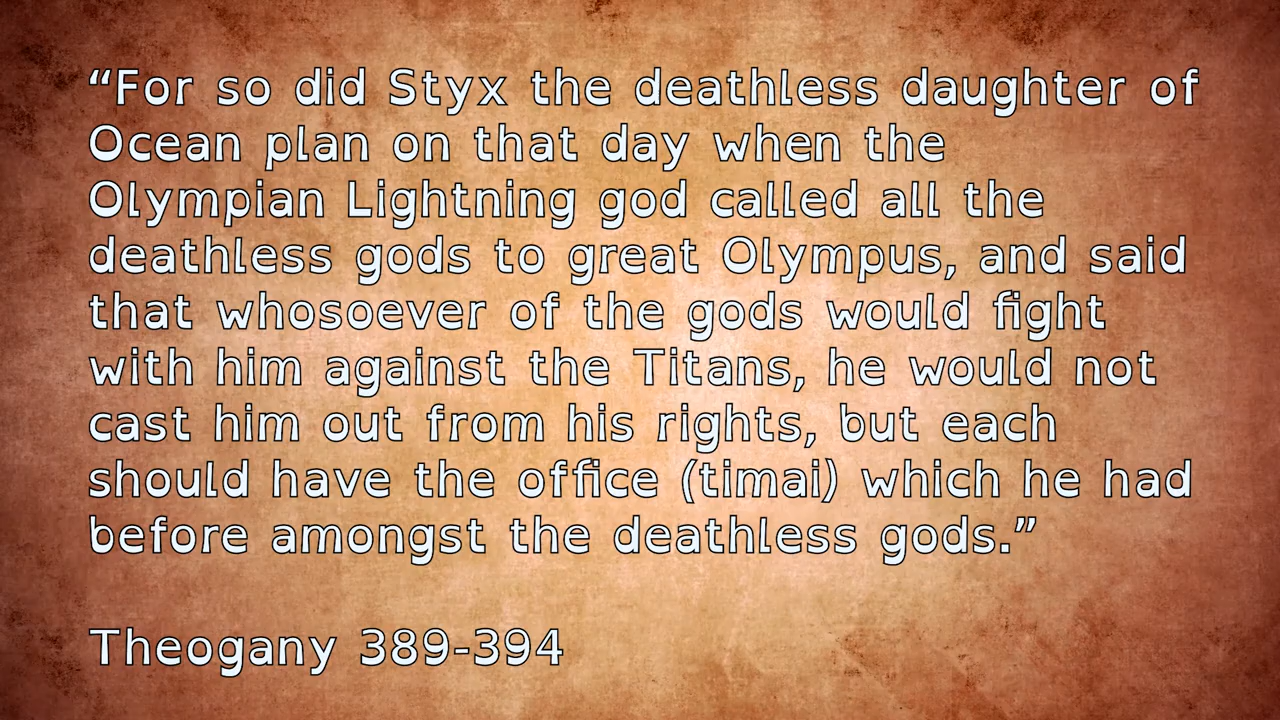 “For so did Styx the deathless daughter of
Ocean plan on that day when the
Olympian Lightning god called all the
deathless gods to great Olympus, and said
that whosoever of the gods would fight
with him against the Titans, he would not
cast him out from his rights, but each
should have the office (timai) which he had
before amongst the deathless gods.”
Theogany 389-394